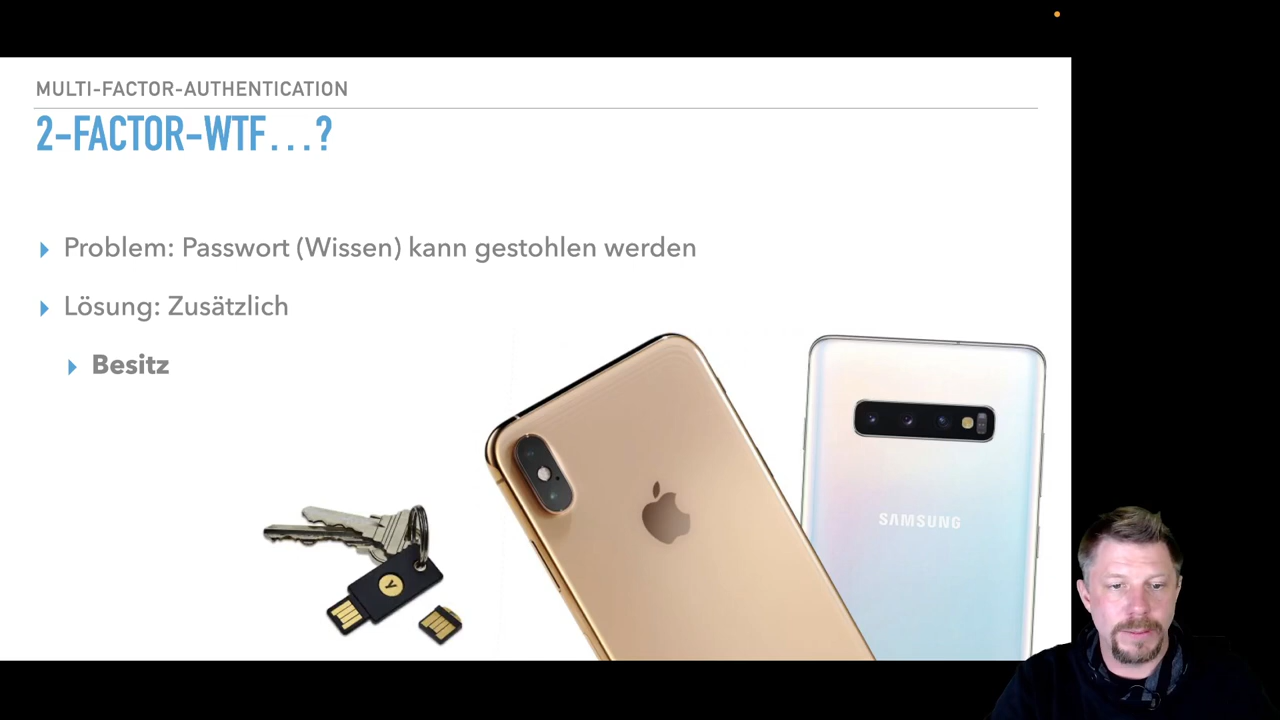 MULTI-FACTOR-AUTHENTICATION
2-FACTOR-WTF...?
Problem: Passwort (Wissen) kann gestohlen werden
Lösung: Zusätzlich
Besitz
SAMSUNG
Y